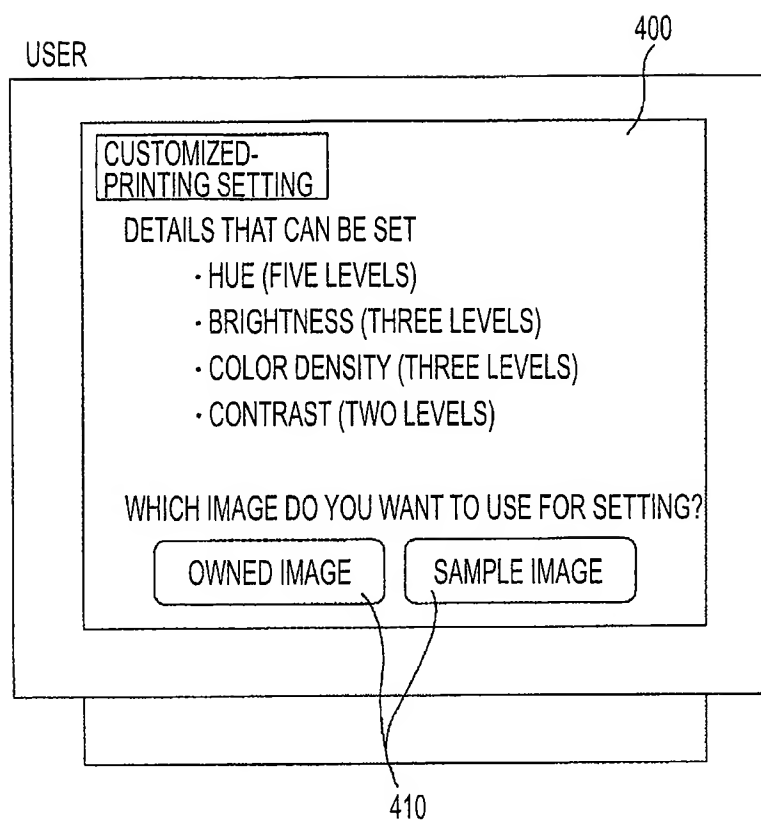 400
USER
CUSTOMIZED-
PRINTING SETTING
DETAILS THAT CAN BE SET
· HUE (FIVE LEVELS)
· BRIGHTNESS (THREE LEVELS)
· COLOR DENSITY (THREE LEVELS)
· CONTRAST (TWO LEVELS)
WHICH IMAGE DO YOU WANT TO USE FOR SETTING?
OWNED IMAGE SAMPLE IMAGE
410